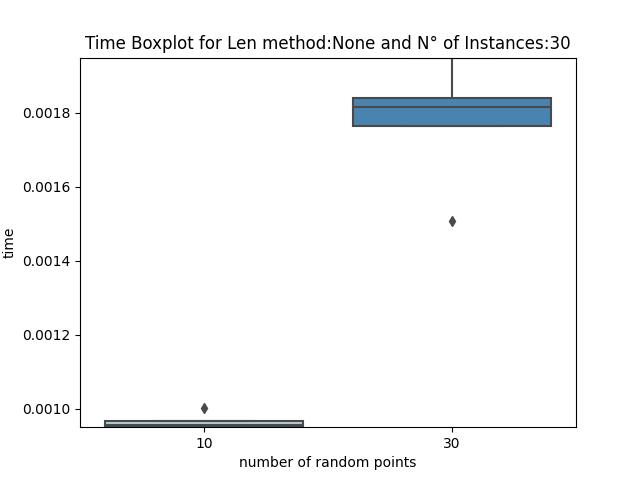 Time Boxplot for Len method:None and N° of Instances:30
0.0018
0.0016
0.0014
0.0012
0.0010
time
10
30
number of random points